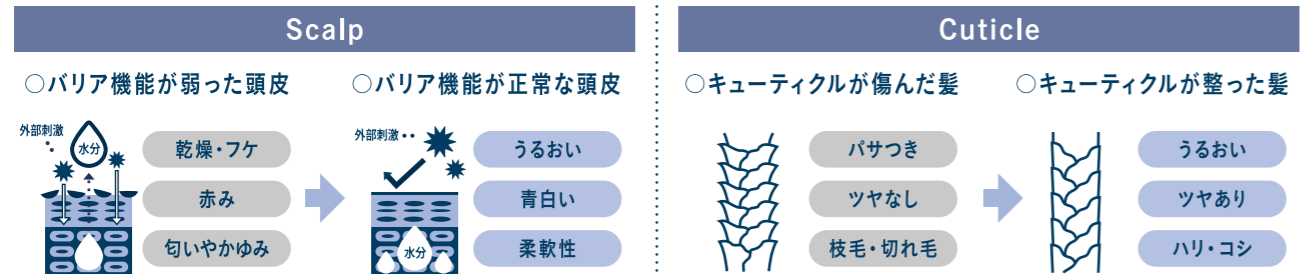 Scalp
○バリア機能が弱った頭皮
外部刺激
水分
乾燥・フケ
赤み
匂いやかゆみ
○バリア機能が正常な頭皮
外部刺激
水分
うるおい
青白い
柔軟性
Cuticle
○キューティクルが傷んだ髪
パサつき
ツヤなし
枝毛・切れ毛
○キューティクルが整った髪
うるおい
ツヤあり
ハリ・コシ